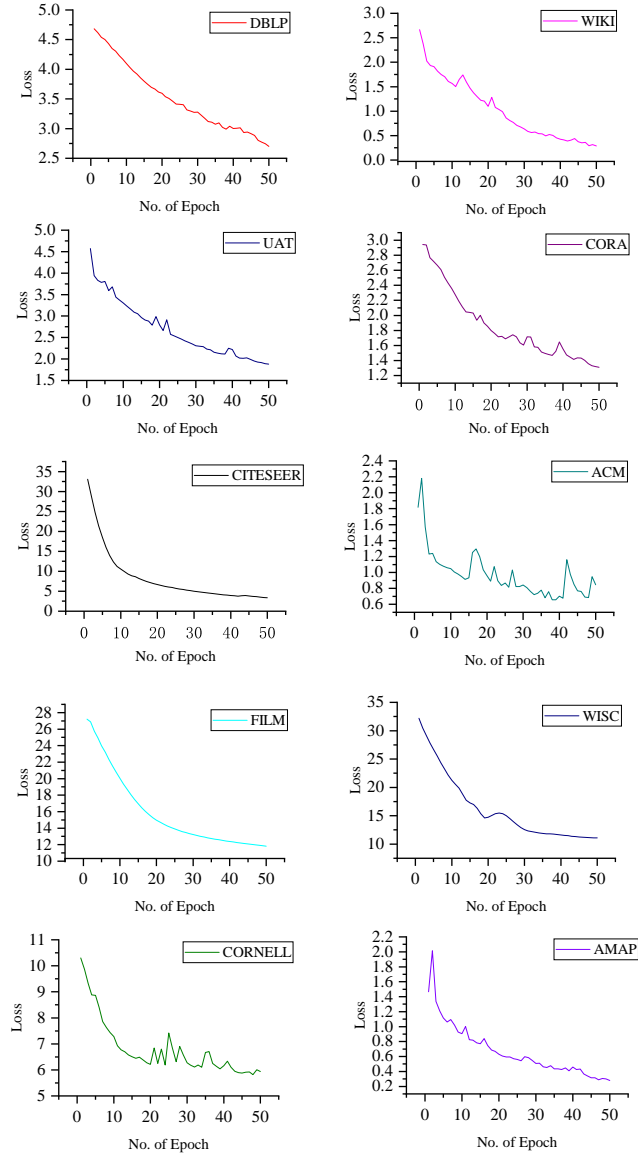 DBLP
5.0
4.5
4.0
3.5
3.0
2.5
Loss
0 10 20 30 40 50
No. of Epoch
WIKI
3.0
2.5
2.0
1.5
1.0
0.5
0.0
Loss
0 10 20 30 40 50
No. of Epoch
UAT
5.0
4.5
4.0
3.5
3.0
2.5
2.0
1.5
Loss
0 10 20 30 40 50
No. of Epoch
CORA
3.0
2.8
2.6
2.4
2.2
2.0
1.8
1.6
1.4
1.2
Loss
0 10 20 30 40 50
No. of Epoch
CITESEER
35
30
25
20
15
10
5
0
Loss
0 10 20 30 40 50
No. of Epoch
ACM
2.4
2.2
2.0
1.8
1.6
1.4
1.2
1.0
0.8
0.6
Loss
0 10 20 30 40 50
No. of Epoch
FILM
28
26
24
22
20
18
16
14
12
10
Loss
0 10 20 30 40 50
No. of Epoch
WISC
35
30
25
20
15
10
Loss
0 10 20 30 40 50
No. of Epoch
CORNELL
11
10
9
8
7
6
5
Loss
0 10 20 30 40 50
No. of Epoch
AMAP
2.2
2.0
1.8
1.6
1.4
1.2
1.0
0.8
0.6
0.4
0.2
Loss
0 10 20 30 40 50
No. of Epoch